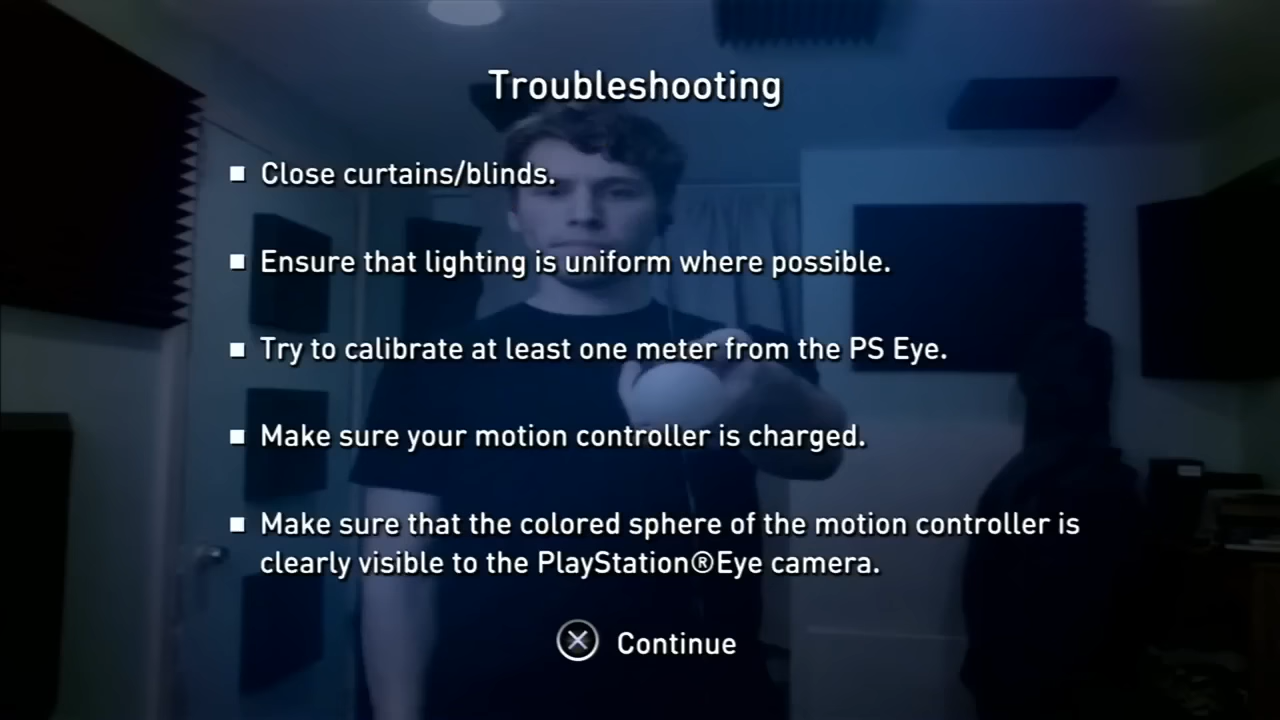 Troubleshooting
Close curtains/blinds.
Ensure that lighting is uniform where possible.
Try to calibrate at least one meter from the PS Eye.
Make sure your motion controller is charged.
Make sure that the colored sphere of the motion controller is
clearly visible to the PlayStation®Eye camera.
Continue